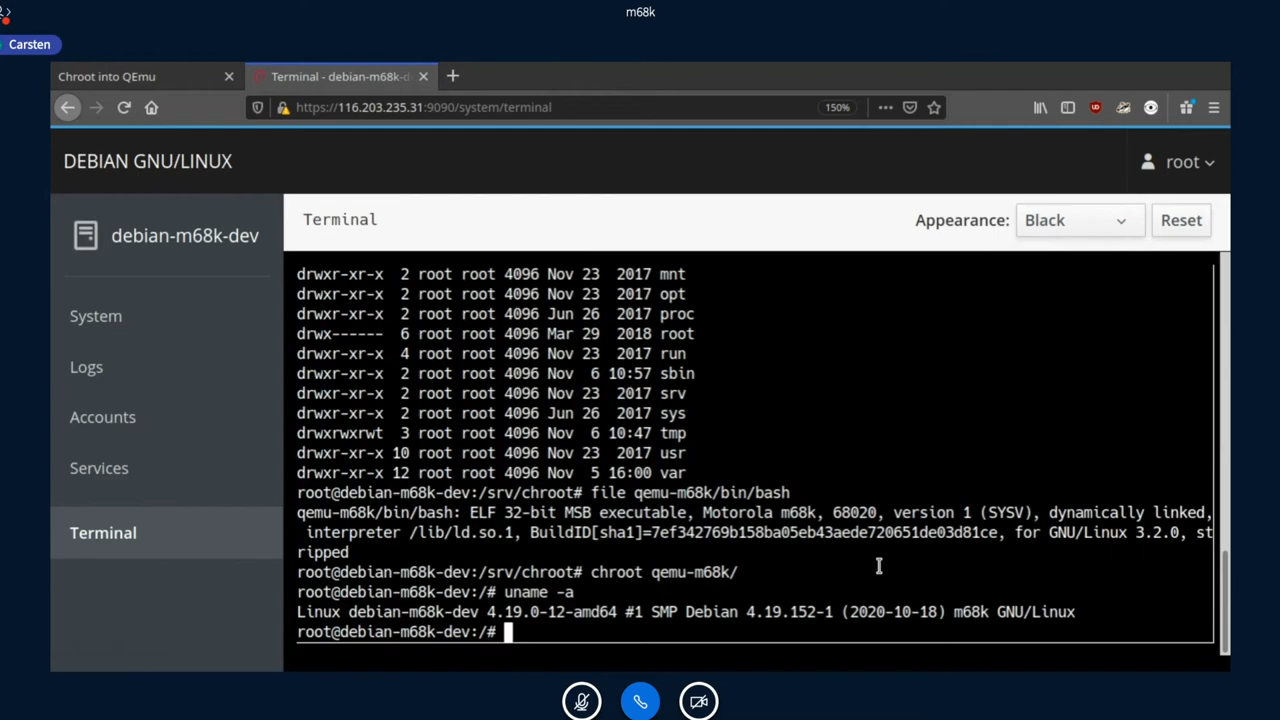 m68k
Carsten
Chroot into QEmu
Terminal - debian-m68k-d
https://116.203.235.31:9090/system/terminal
150%
DEBIAN GNU/LINUX
root
debian-m68k-dev
Terminal
Appearance:
Black
Reset
System
Logs
Accounts
Services
Terminal
drwxr-xr-x  2 root root 4096 Nov 23  2017 mnt
drwxr-xr-x  2 root root 4096 Nov 23  2017 opt
drwxr-xr-x  2 root root 4096 Jun 26  2017 proc
drwx------  6 root root 4096 Mar 29  2018 root
drwxr-xr-x  4 root root 4096 Nov 23  2017 run
drwxr-xr-x  2 root root 4096 Nov  6 10:57 sbin
drwxr-xr-x  2 root root 4096 Nov 23  2017 srv
drwxr-xr-x  2 root root 4096 Jun 26  2017 sys
drwxrwxrwt  3 root root 4096 Nov  6 10:47 tmp
drwxr-xr-x 10 root root 4096 Nov 23  2017 usr
drwxr-xr-x 12 root root 4096 Nov  5 16:00 var
root@debian-m68k-dev:/srv/chroot# file qemu-m68k/bin/bash
qemu-m68k/bin/bash: ELF 32-bit MSB executable, Motorola m68k, 68020, version 1 (SYSV), dynamically linked,
interpreter /lib/ld.so.1, BuildID[sha1]=7ef342769b158ba05eb43aede720651de03d81ce, for GNU/Linux 3.2.0, st
ripped
root@debian-m68k-dev:/srv/chroot# chroot qemu-m68k/
root@debian-m68k-dev:/# uname -a
Linux debian-m68k-dev 4.19.0-12-amd64 #1 SMP Debian 4.19.152-1 (2020-10-18) m68k GNU/Linux
root@debian-m68k-dev:/#